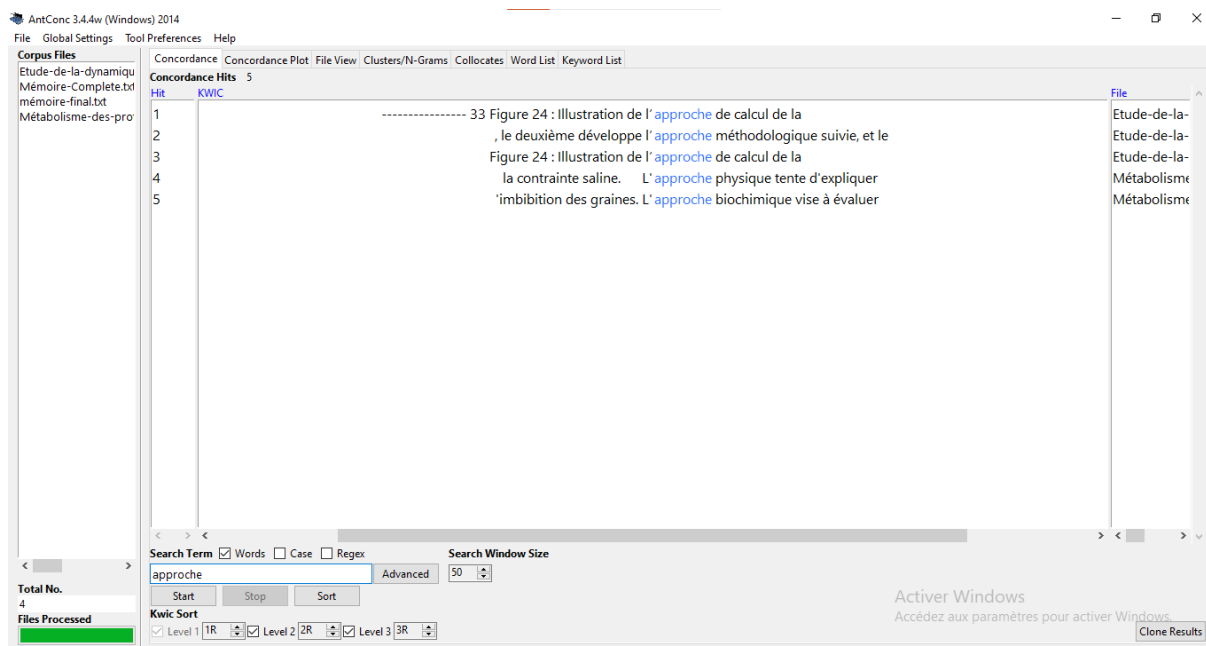 AntConc 3.4.4w (Windows) 2014
File Global Settings Tool Preferences Help
Corpus Files
Etude-de-la-dynamiqu
Mémoire-Complete.txt
mémoire-final.txt
Métabolisme-des-pro
Total No.
4
Files Processed
Concordance Concordance Plot File View Clusters/N-Grams Collocates Word List Keyword List
Concordance Hits 5
Hit KWIC File
1 ---------------- 33 Figure 24 : Illustration de l'approche de calcul de la Etude-de-la-
2 , le deuxième développe l'approche méthodologique suivie, et le Etude-de-la-
3 Figure 24 : Illustration de l'approche de calcul de la Etude-de-la-
4 la contrainte saline. L'approche physique tente d'expliquer Métabolisme
5 'imbibition des graines. L'approche biochimique vise à évaluer Métabolisme
Search Term Words Case Regex Search Window Size
approche Advanced 50
Start Stop Sort
Kwic Sort
Level 1 1R Level 2 2R Level 3 3R
Activer Windows
Accédez aux paramètres pour activer Windows.
Clone Results